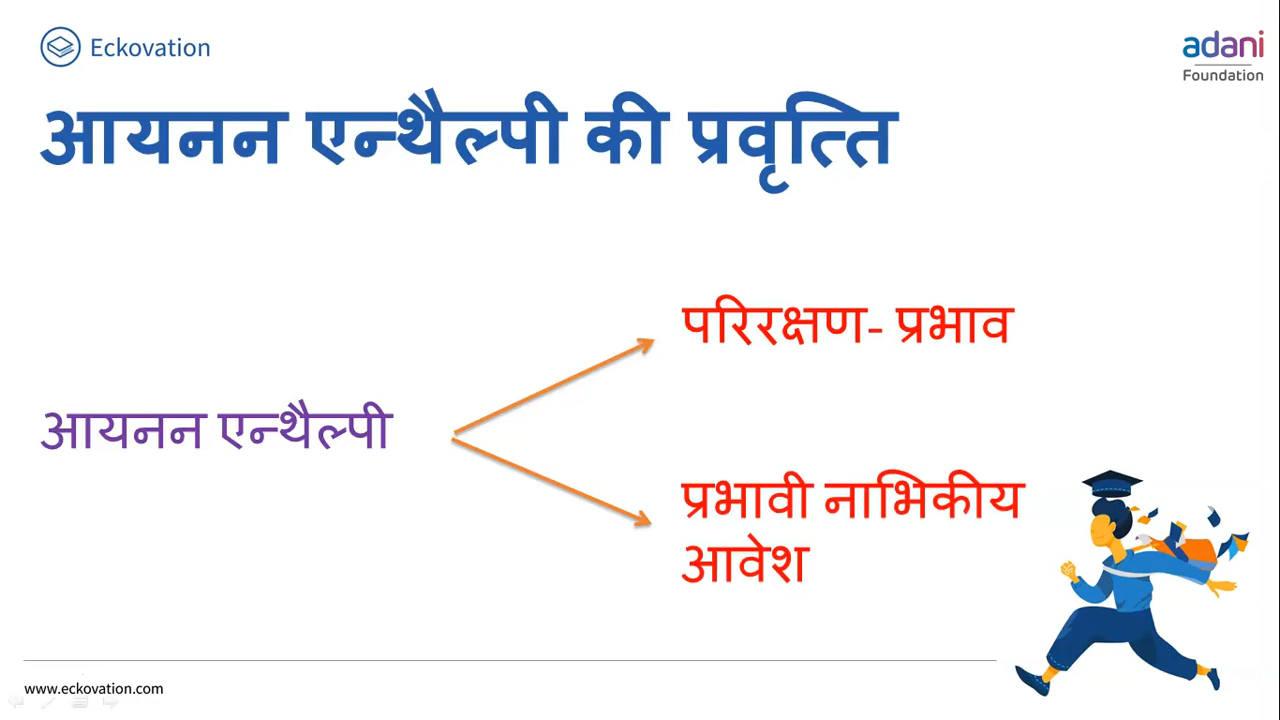 Eckovation
adani
Foundation
आयनन एन्थैल्पी की प्रवृत्ति
परिरक्षण- प्रभाव
आयनन एन्थैल्पी
प्रभावी नाभिकीय
आवेश
www.eckovation.com